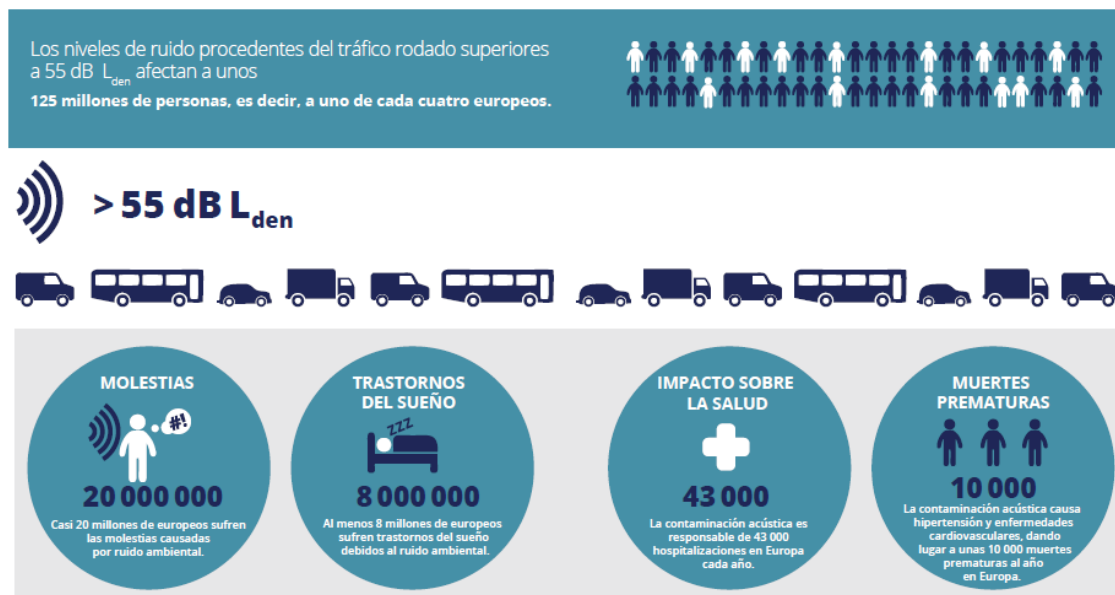 Los niveles de ruido procedentes del tráfico rodado superiores
a 55 dB L_den afectan a unos
125 millones de personas, es decir, a uno de cada cuatro europeos.
> 55 dB L_den
MOLESTIAS
#!
20 000 000
Casi 20 millones de europeos sufren
las molestias causadas
por ruido ambiental.
TRASTORNOS
DEL SUEÑO
ZZZ
8 000 000
Al menos 8 millones de europeos
sufren trastornos del sueño
debidos al ruido ambiental.
IMPACTO SOBRE
LA SALUD
43 000
La contaminación acústica es
responsable de 43 000
hospitalizaciones en Europa
cada año.
MUERTES
PREMATURAS
10 000
La contaminación acústica causa
hipertensión y enfermedades
cardiovasculares, dando
lugar a unas 10 000 muertes
prematuras al año
en Europa.